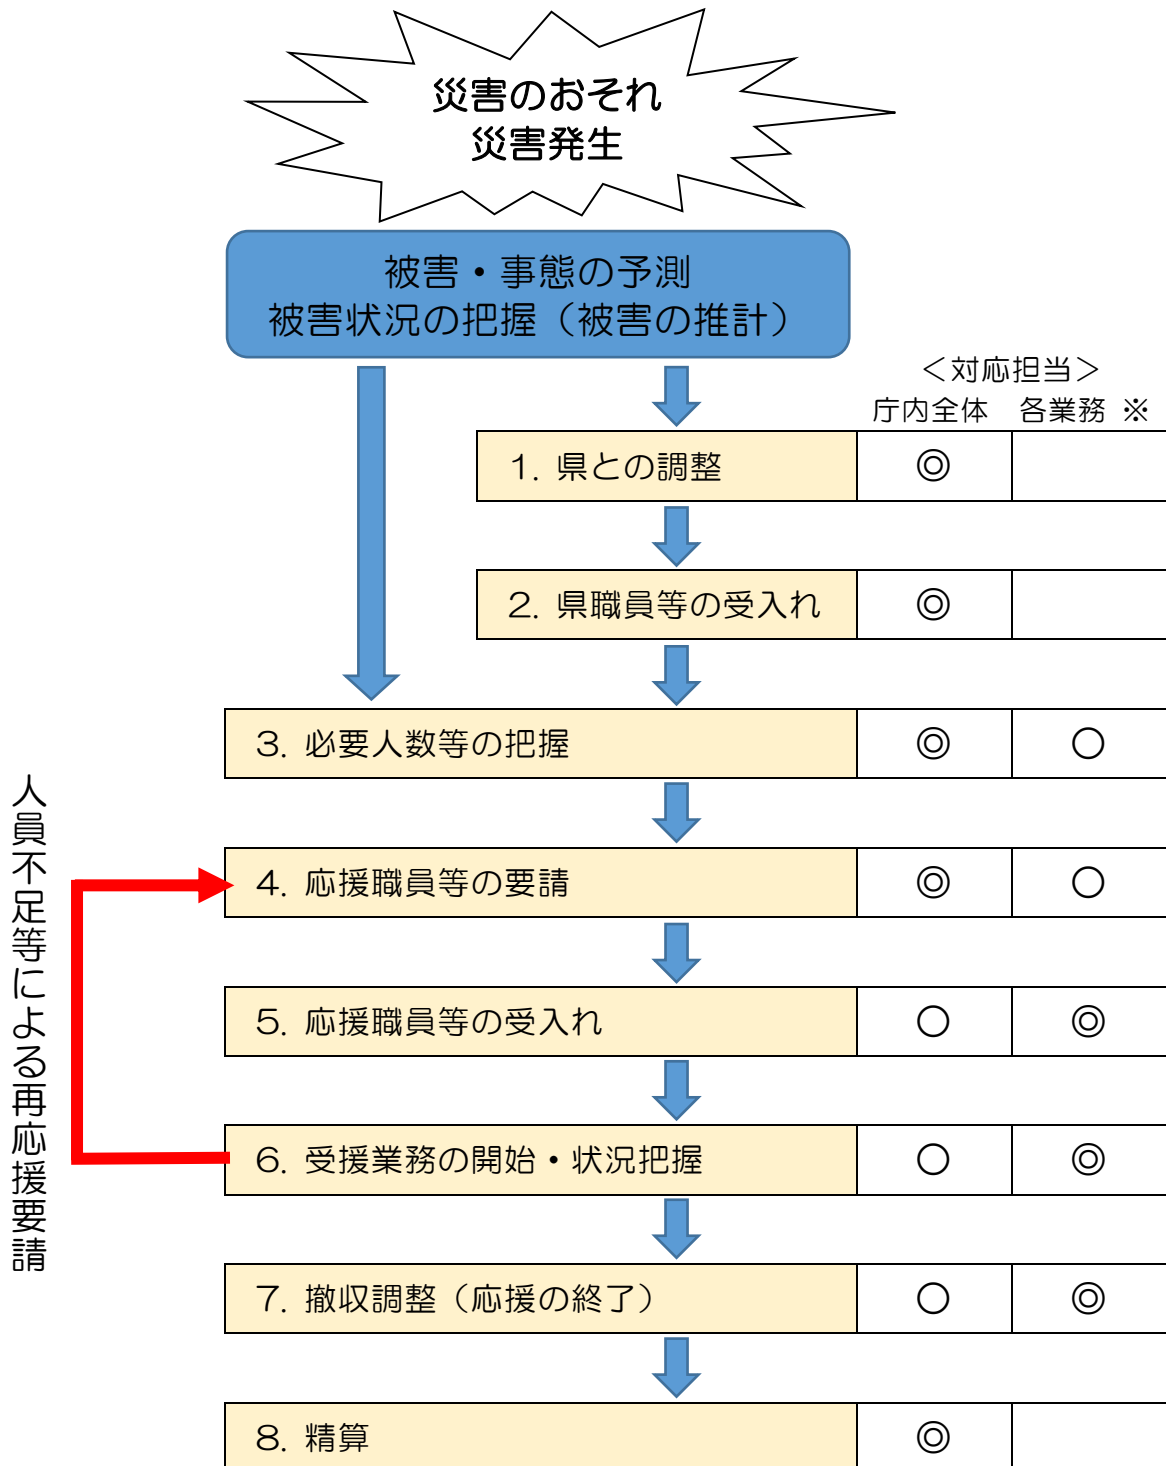 災害のおそれ
災害発生
被害・事態の予測
被害状況の把握（被害の推計）
＜対応担当＞
庁内全体 各業務 ※
1. 県との調整 ◎
2. 県職員等の受入れ ◎
3. 必要人数等の把握 ◎ ○
4. 応援職員等の要請 ◎ ○
5. 応援職員等の受入れ ○ ◎
6. 受援業務の開始・状況把握 ○ ◎
7. 撤収調整（応援の終了） ○ ◎
8. 精算 ◎
人員不足等による再応援要請